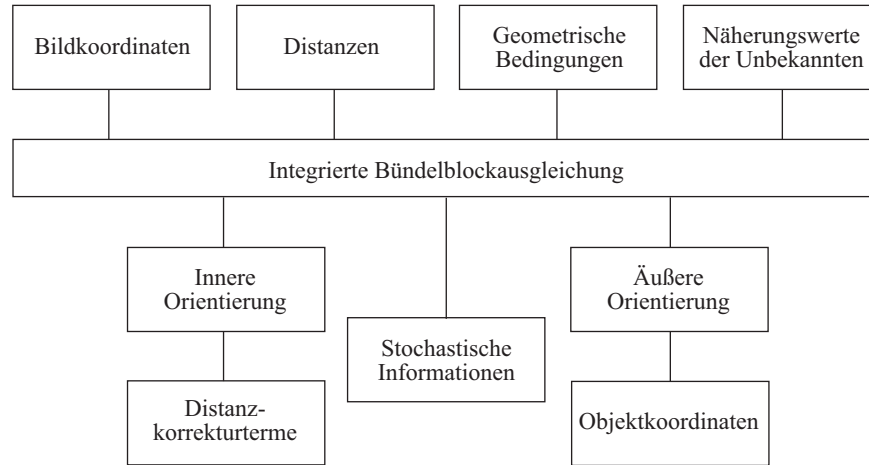 Bildkoordinaten
Distanzen
Geometrische
Bedingungen
Näherungswerte
der Unbekannten
Integrierte Bündelblockausgleichung
Innere
Orientierung
Äußere
Orientierung
Stochastische
Informationen
Distanz-
korrekturterme
Objektkoordinaten